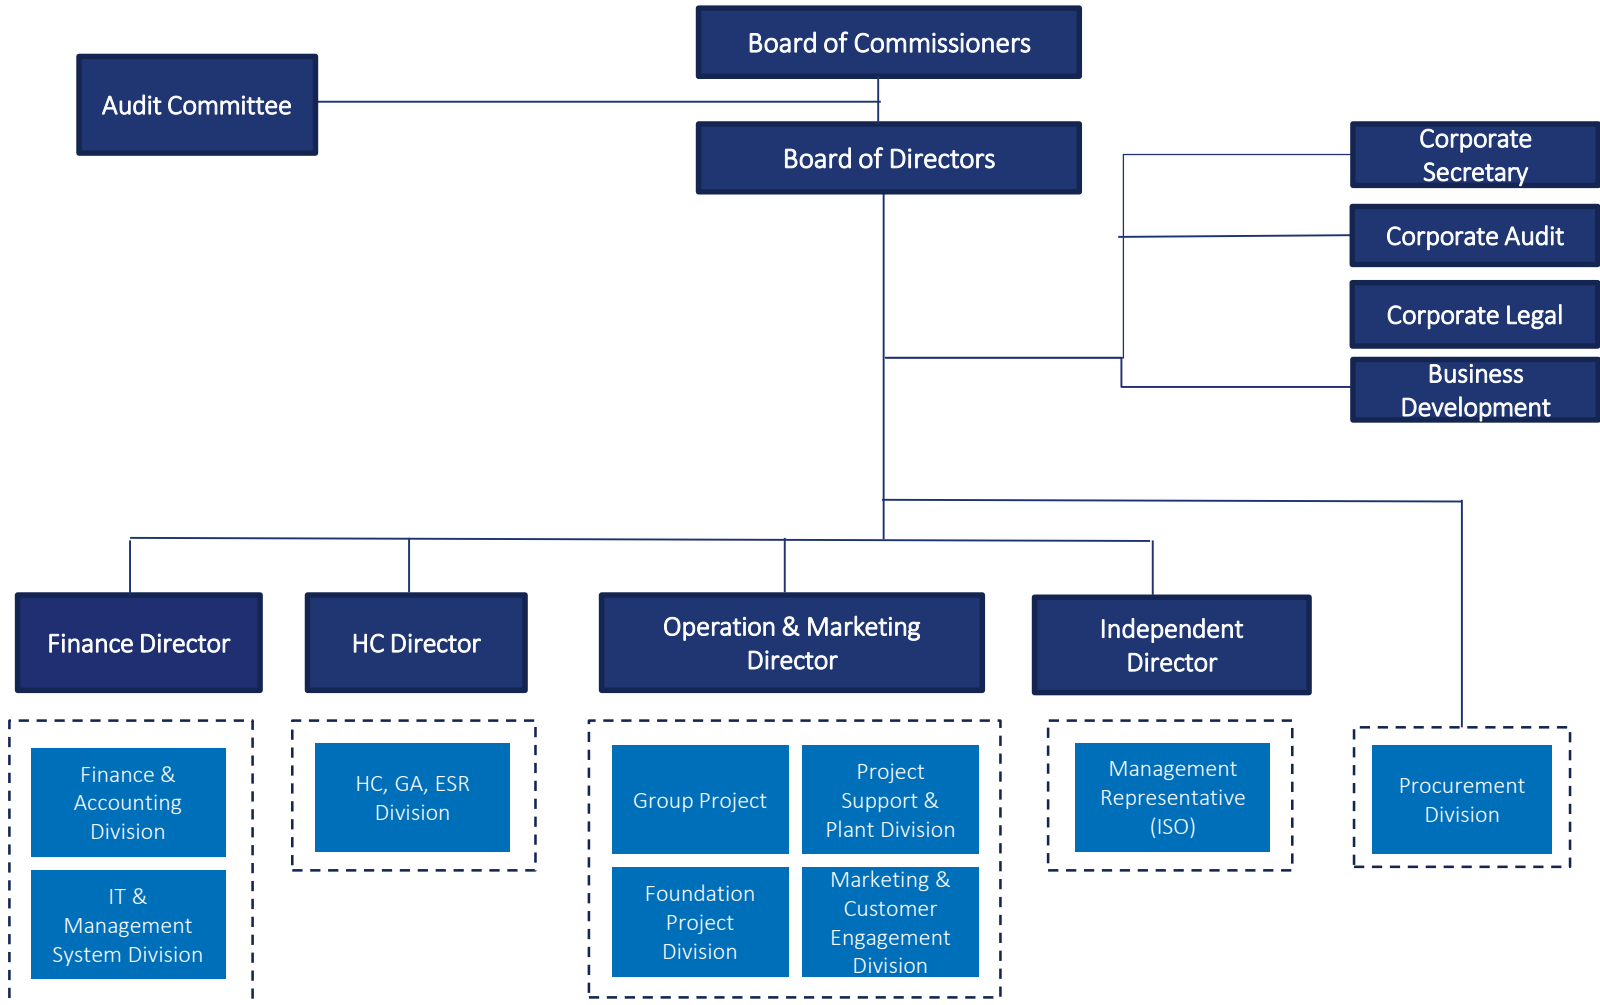 Board of Commissioners
Audit Committee
Board of Directors
Corporate
Secretary
Corporate Audit
Corporate Legal
Business
Development
Finance Director
HC Director
Operation & Marketing
Director
Independent
Director
Finance &
Accounting
Division
IT &
Management
System Division
HC, GA, ESR
Division
Group Project
Project
Support &
Plant Division
Foundation
Project
Division
Marketing &
Customer
Engagement
Division
Management
Representative
(ISO)
Procurement
Division